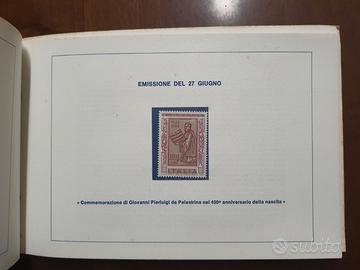 EMISSIONE DEL 27 GIUGNO
ITALIA
« Commemorazione di Giovanni Pierluigi da Palestrina nel 450° anniversario della nascita »
subito